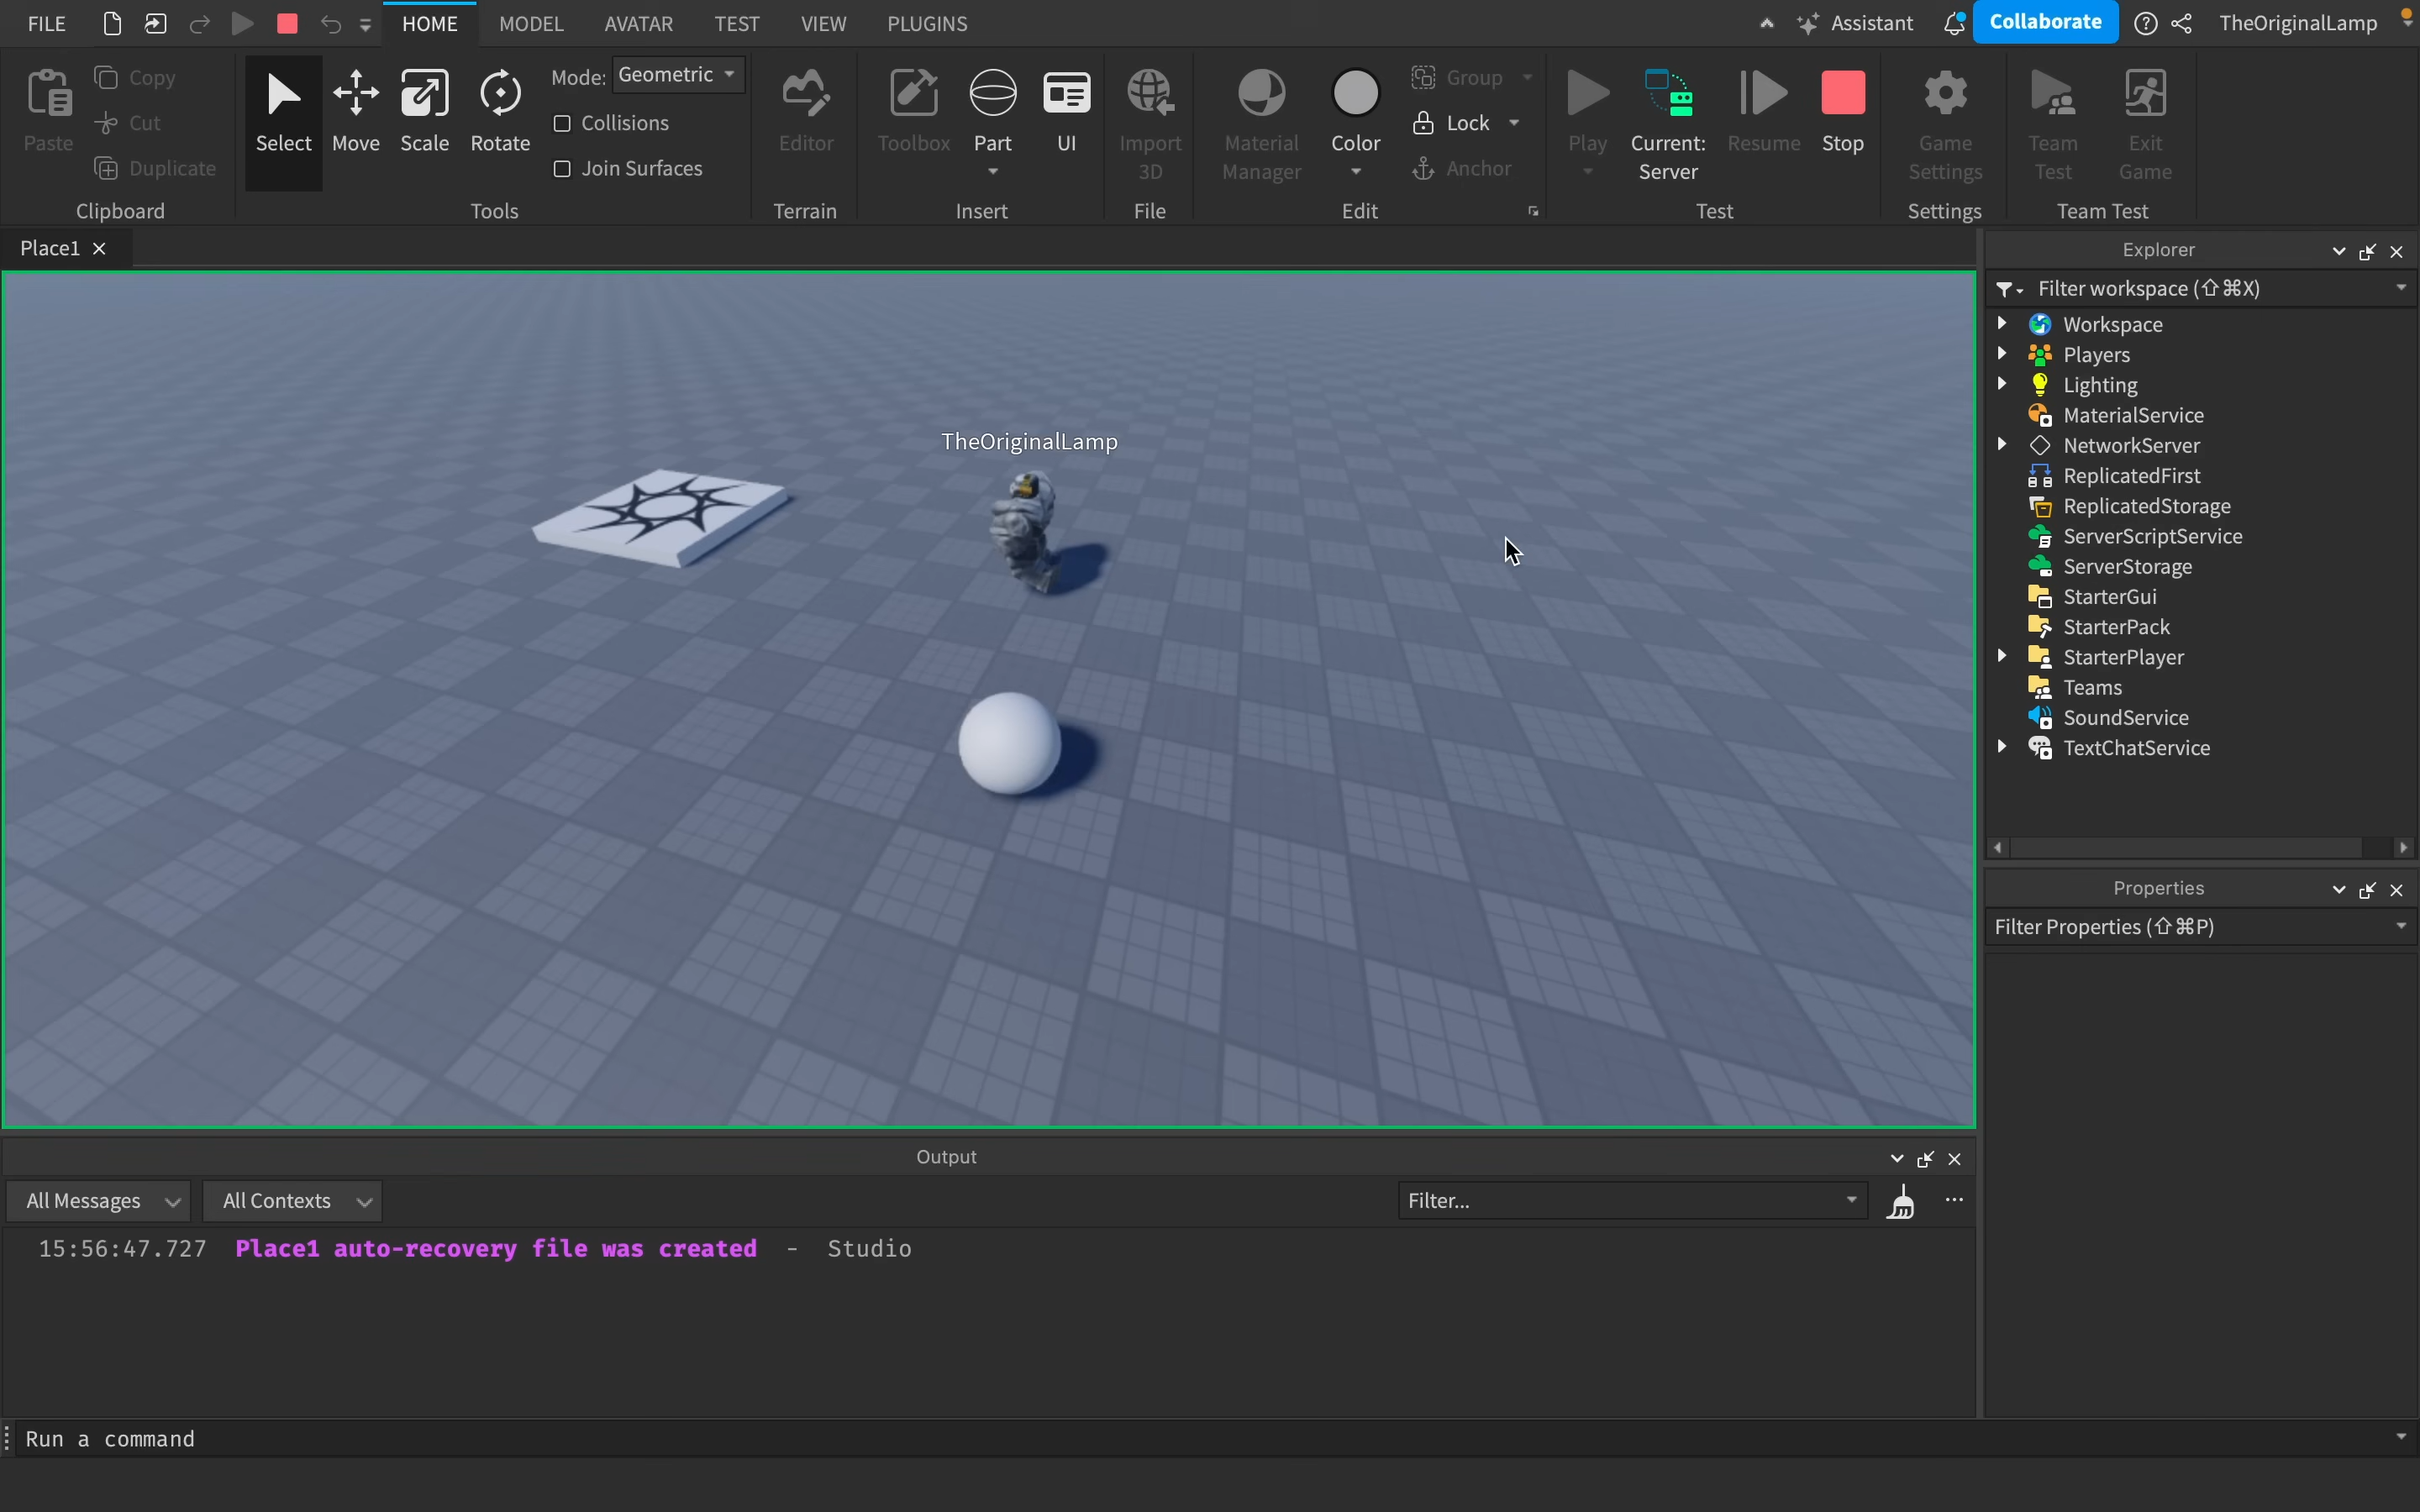 FILE HOME MODEL AVATAR TEST VIEW PLUGINS Assistant Collaborate TheOriginalLamp
Paste
Copy
Cut
Duplicate
Clipboard
Select
Move
Scale
Rotate
Mode: Geometric
Collisions
Join Surfaces
Tools
Editor
Terrain
Toolbox
Part
UI
Insert
Import
3D
File
Material
Manager
Color
Group
Lock
Anchor
Edit
Play
Current:
Server
Resume
Stop
Test
Game
Settings
Settings
Team
Test
Exit
Game
Team Test
Place1
TheOriginalLamp
Explorer
Filter workspace (⇧⌘X)
Workspace
Players
Lighting
MaterialService
NetworkServer
ReplicatedFirst
ReplicatedStorage
ServerScriptService
ServerStorage
StarterGui
StarterPack
StarterPlayer
Teams
SoundService
TextChatService
Properties
Filter Properties (⇧⌘P)
Output
All Messages All Contexts Filter...
15:56:47.727 Place1 auto-recovery file was created - Studio
Run a command